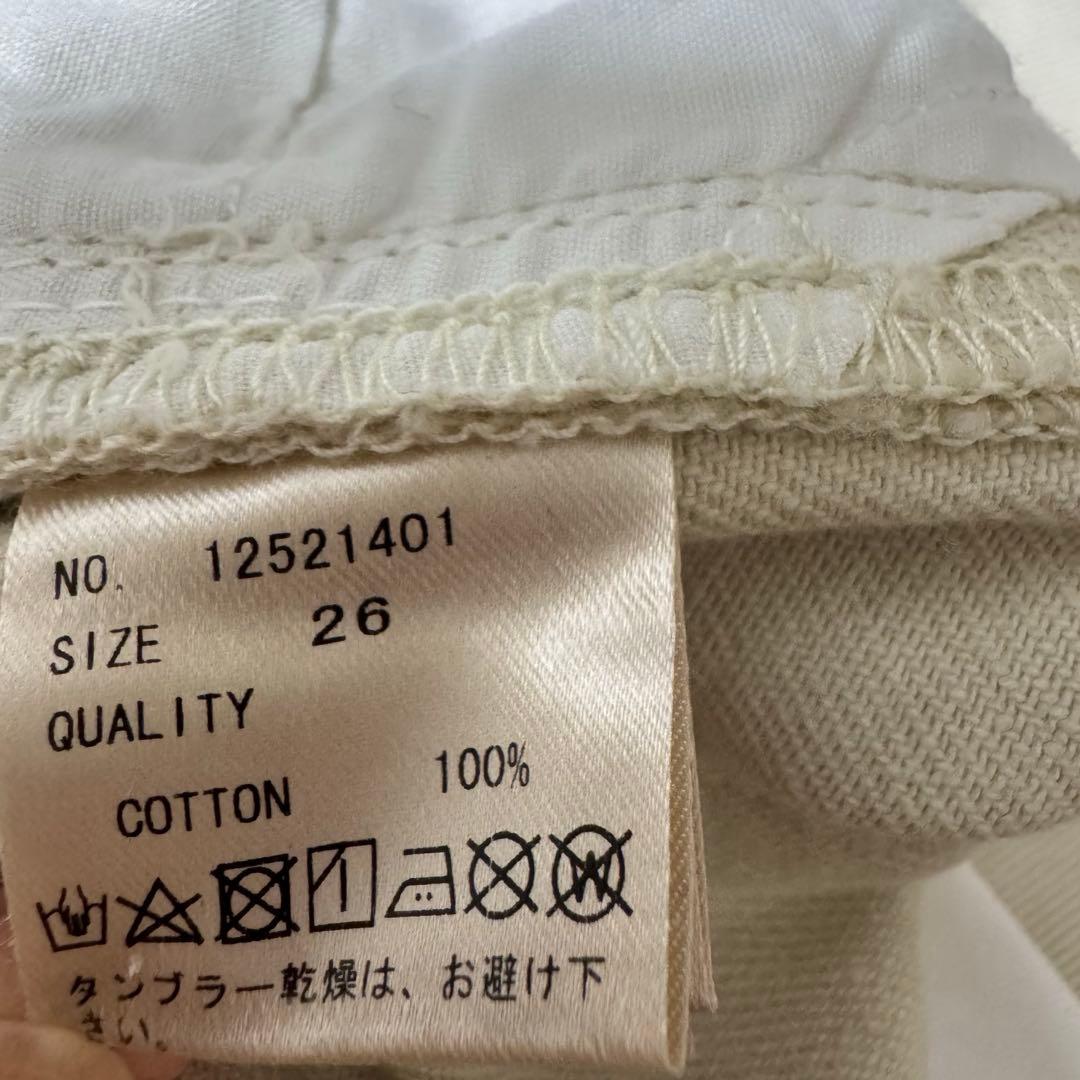 NO. 12521401
SIZE 26
QUALITY
COTTON 100%
W
タンブラー乾燥は、お避け下
さい。